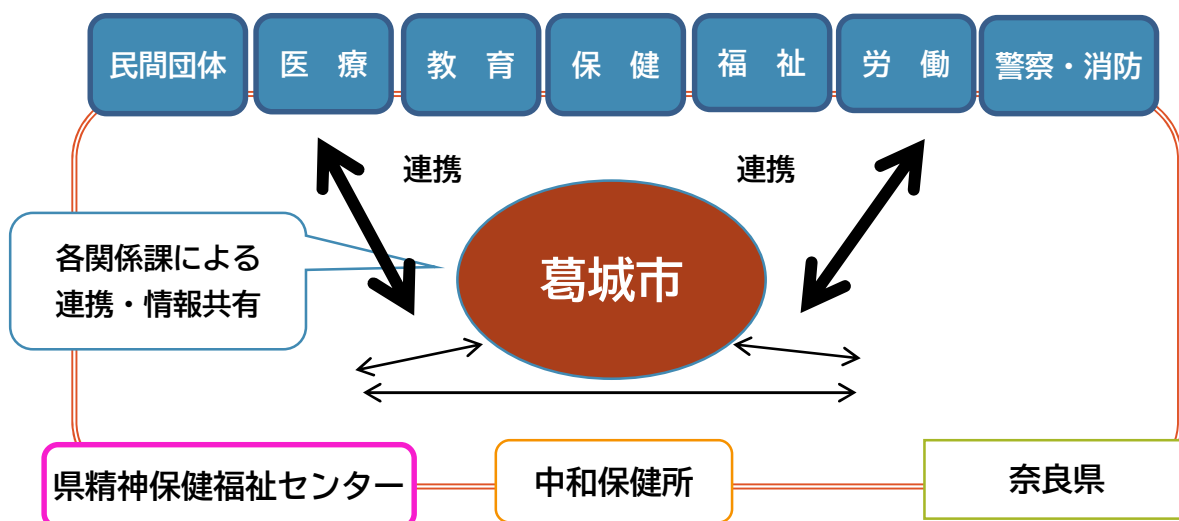 民間団体
医　療
教　育
保　健
福　祉
労　働
警察・消防
連携
連携
各関係課による
連携・情報共有
葛城市
県精神保健福祉センター
中和保健所
奈良県